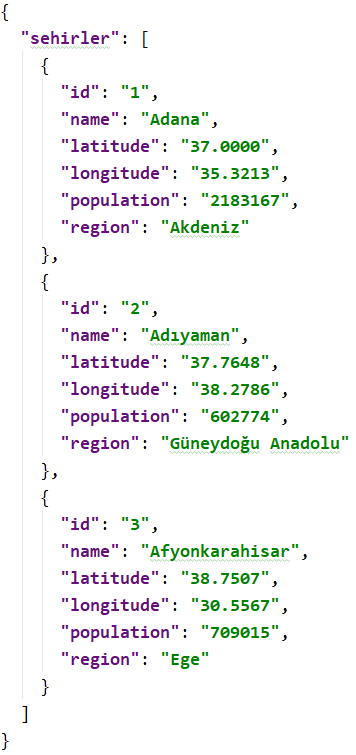 {
"sehirler": [
{
"id": "1",
"name": "Adana",
"latitude": "37.0000",
"longitude": "35.3213",
"population": "2183167",
"region": "Akdeniz"
},
{
"id": "2",
"name": "Adıyaman",
"latitude": "37.7648",
"longitude": "38.2786",
"population": "602774",
"region": "Güneydoğu Anadolu"
},
{
"id": "3",
"name": "Afyonkarahisar",
"latitude": "38.7507",
"longitude": "30.5567",
"population": "709015",
"region": "Ege"
}
]
}